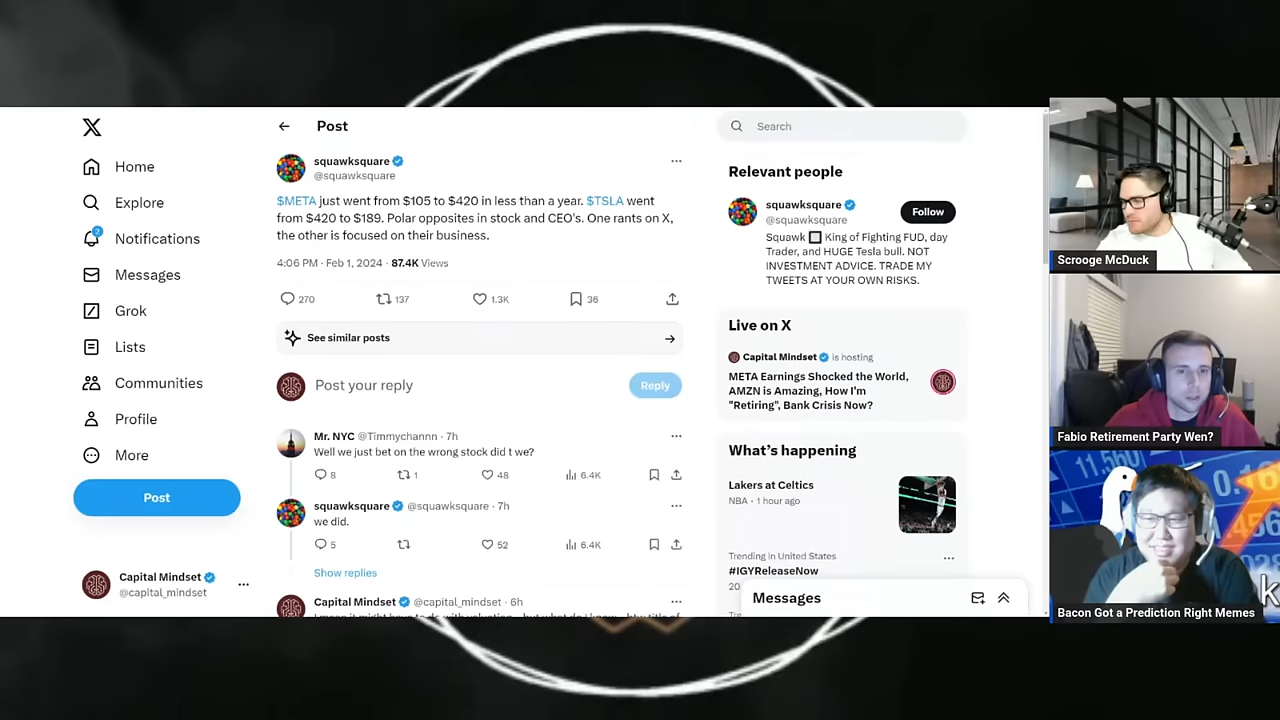 Home
Explore
Notifications
Messages
Grok
Lists
Communities
Profile
More
Post
Capital Mindset
@capital_mindset
Post
squawksquare
@squawksquare
$META just went from $105 to $420 in less than a year. $TSLA went
from $420 to $189. Polar opposites in stock and CEO's. One rants on X,
the other is focused on their business.
4:06 PM · Feb 1, 2024 · 87.4K Views
270 137 1.3K 36
See similar posts
Post your reply
Reply
Mr. NYC @Timmychannn · 7h
Well we just bet on the wrong stock did t we?
8 1 48 6.4K
squawksquare @squawksquare · 7h
we did.
5 52 6.4K
Show replies
Capital Mindset @capital_mindset · 6h
Search
Relevant people
squawksquare
@squawksquare
Follow
Squawk 🔲 King of Fighting FUD, day
Trader, and HUGE Tesla bull. NOT
INVESTMENT ADVICE. TRADE MY
TWEETS AT YOUR OWN RISKS.
Live on X
Capital Mindset is hosting
META Earnings Shocked the World,
AMZN is Amazing, How I'm
"Retiring", Bank Crisis Now?
What's happening
Lakers at Celtics
NBA · 1 hour ago
Trending in United States
#IGYReleaseNow
Messages
Scrooge McDuck
Fabio Retirement Party Wen?
11.560
0.16
Bacon Got a Prediction Right Memes